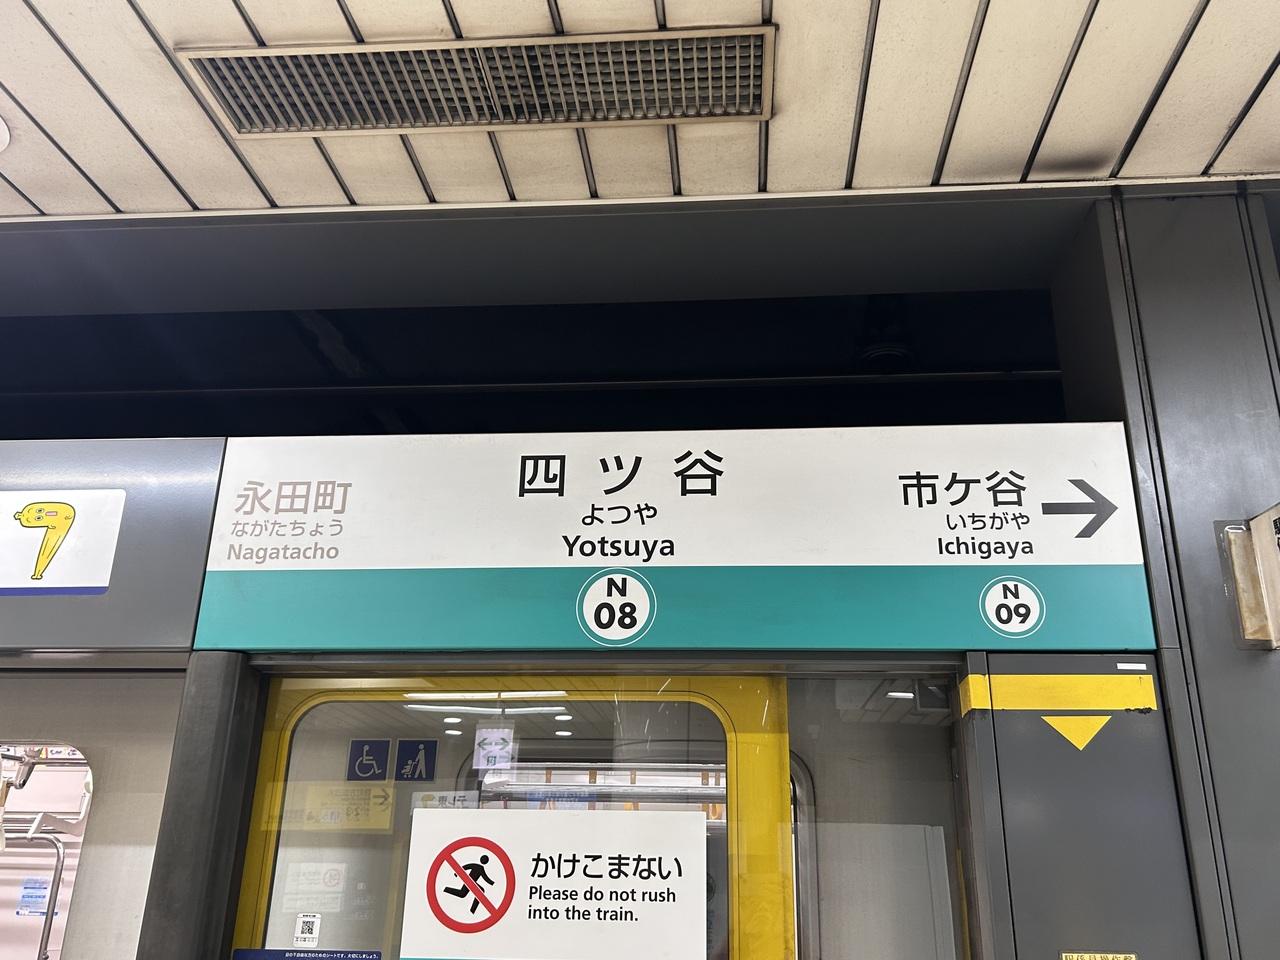 永田町
ながたちょう
Nagatacho
四ツ谷
よつや
Yotsuya
N
08
市ケ谷
いちがや
Ichigaya
N
09
かけこまない
Please do not rush
into the train.